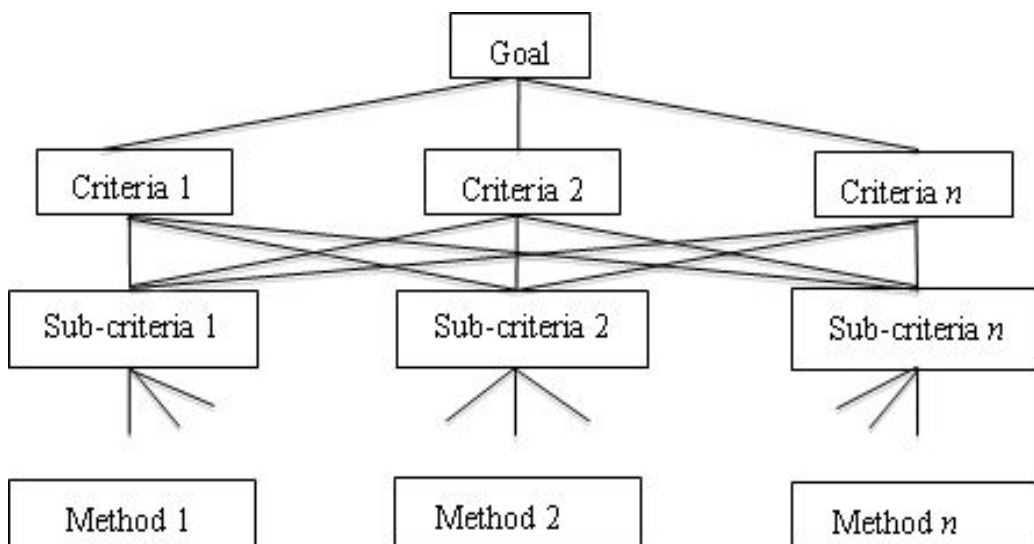 Goal
Criteria 1
Criteria 2
Criteria n
Sub-criteria 1
Sub-criteria 2
Sub-criteria n
Method 1
Method 2
Method n